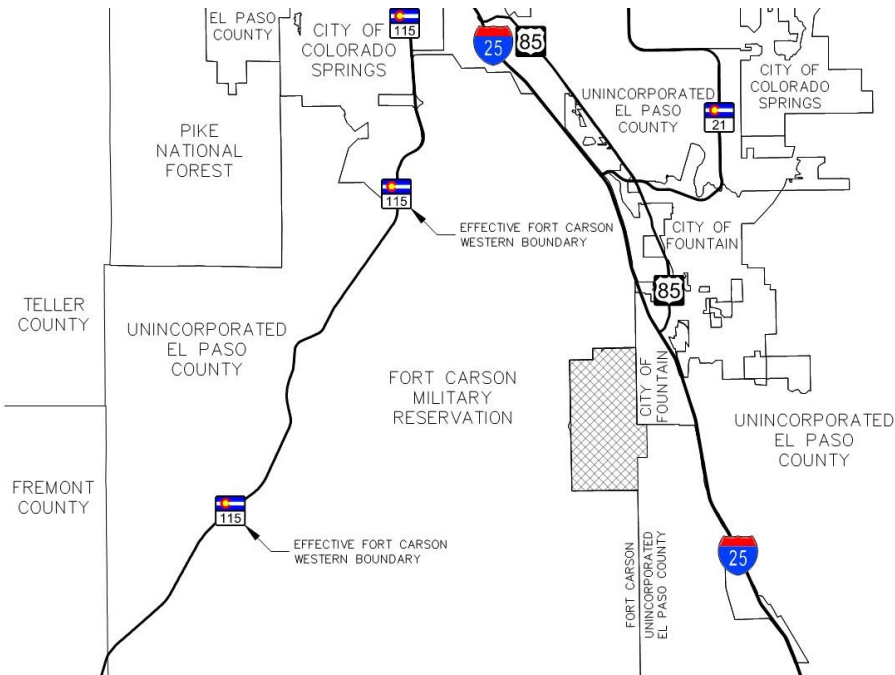 EL PASO
COUNTY
CITY OF
COLORADO
SPRINGS
115
25
85
UNINCORPORATED
EL PASO
COUNTY
21
CITY OF
COLORADO
SPRINGS
PIKE
NATIONAL
FOREST
115
EFFECTIVE FORT CARSON
WESTERN BOUNDARY
CITY OF
FOUNTAIN
85
TELLER
COUNTY
UNINCORPORATED
EL PASO
COUNTY
FORT CARSON
MILITARY
RESERVATION
CITY OF
FOUNTAIN
UNINCORPORATED
EL PASO
COUNTY
FREMONT
COUNTY
115
EFFECTIVE FORT CARSON
WESTERN BOUNDARY
FORT CARSON
UNINCORPORATED
EL PASO COUNTY
25